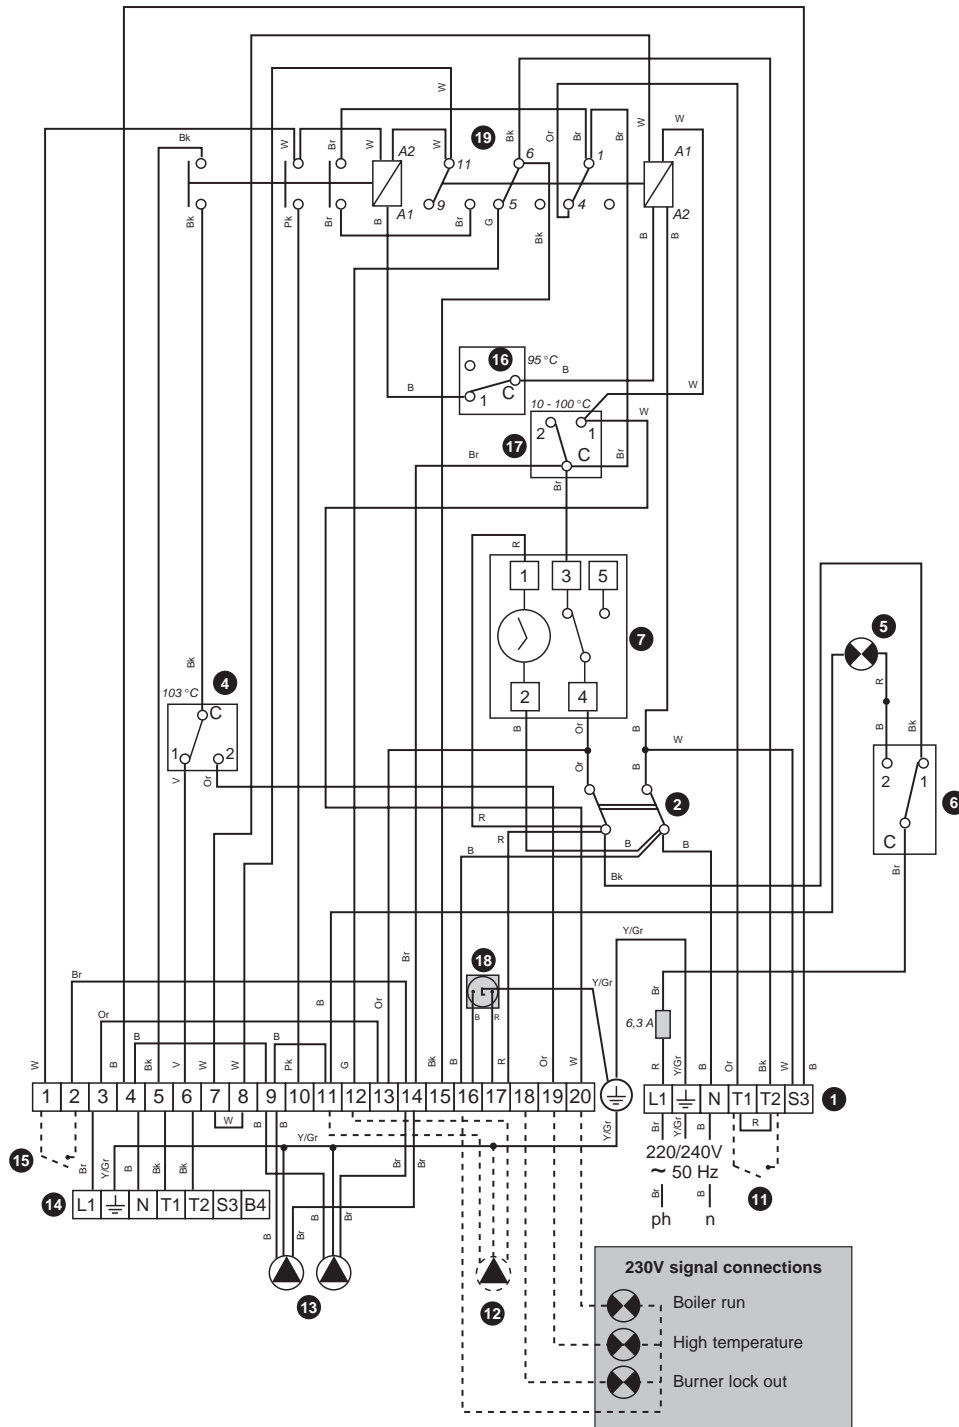 W
Bk
W
Br
W
A2
W
19
Bk
Or
Br
Br
W
W
11
6
1
A1
A1
9
5
4
A2
Bk
Pk
Br
B
Br
G
Bk
B
B
16
95 °C
B
B
1
C
W
10 - 100 °C
W
2
1
17
C
Br
Br
Br
R
1
3
5
7
5
2
4
R
Bk
103 °C
4
C
B
Or
B
W
B
Bk
1
2
Or
B
2
1
V
Or
2
6
R
R
B
B
C
B
Bk
Br
Y/Gr
Br
18
Y/Gr
Br
Or
B
Or
B
R
Br
6,3 A
B
B
W
B
Bk
V
W
W
Pk
G
Bk
B
R
Or
W
R
Y/Gr
B
Or
Bk
W
B
1 2 3 4 5 6 7 8 9 10 11 12 13 14 15 16 17 18 19 20
L1 N T1 T2 S3
1
W
B
B
Y/Gr
Y/Gr
R
15
Br
Y/Gr
B
Bk
Bk
Br
Br
Br
Y/Gr
B
220/240V
~ 50 Hz
11
14
L1 N T1 T2 S3 B4
Br
B
ph
n
B
Br
B
Br
13
12
230V signal connections
Boiler run
High temperature
Burner lock out